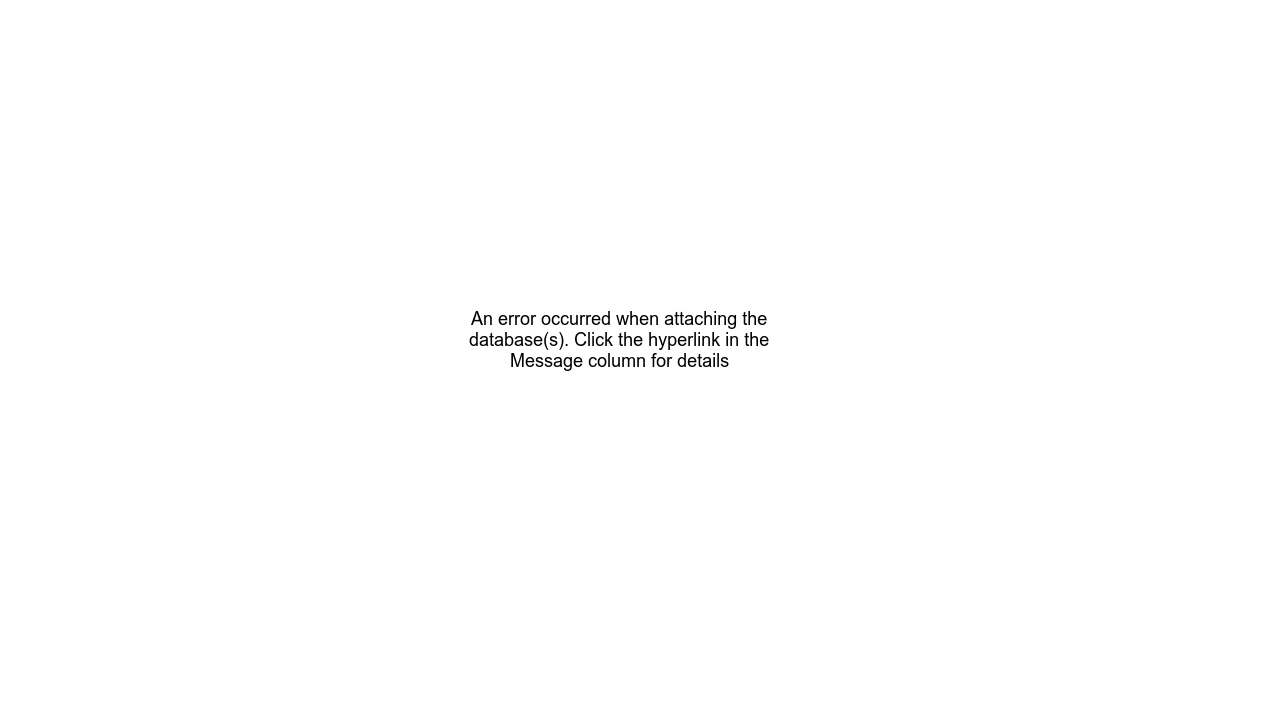 An error occurred when attaching the
database(s). Click the hyperlink in the
Message column for details